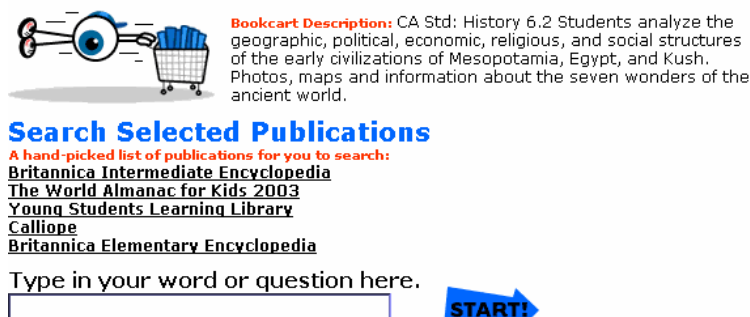 Bookcart Description: CA Std: History 6.2 Students analyze the
geographic, political, economic, religious, and social structures
of the early civilizations of Mesopotamia, Egypt, and Kush.
Photos, maps and information about the seven wonders of the
ancient world.
Search Selected Publications
A hand-picked list of publications for you to search:
Britannica Intermediate Encyclopedia
The World Almanac for Kids 2003
Young Students Learning Library
Calliope
Britannica Elementary Encyclopedia
Type in your word or question here.
START!